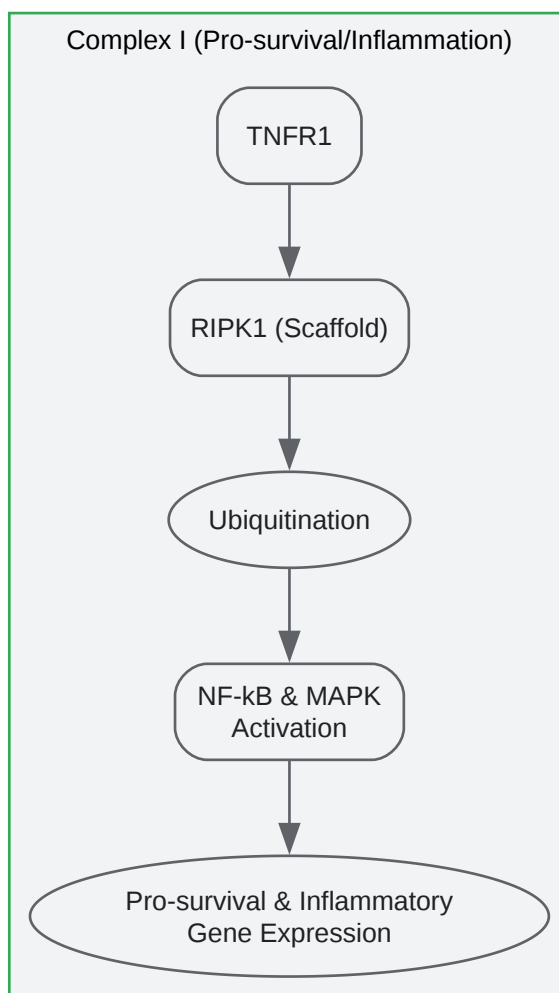 Complex I (Pro-survival/Inflammation)
TNFR1
RIPK1 (Scaffold)
Ubiquitination
NF-kB & MAPK
Activation
Pro-survival & Inflammatory
Gene Expression